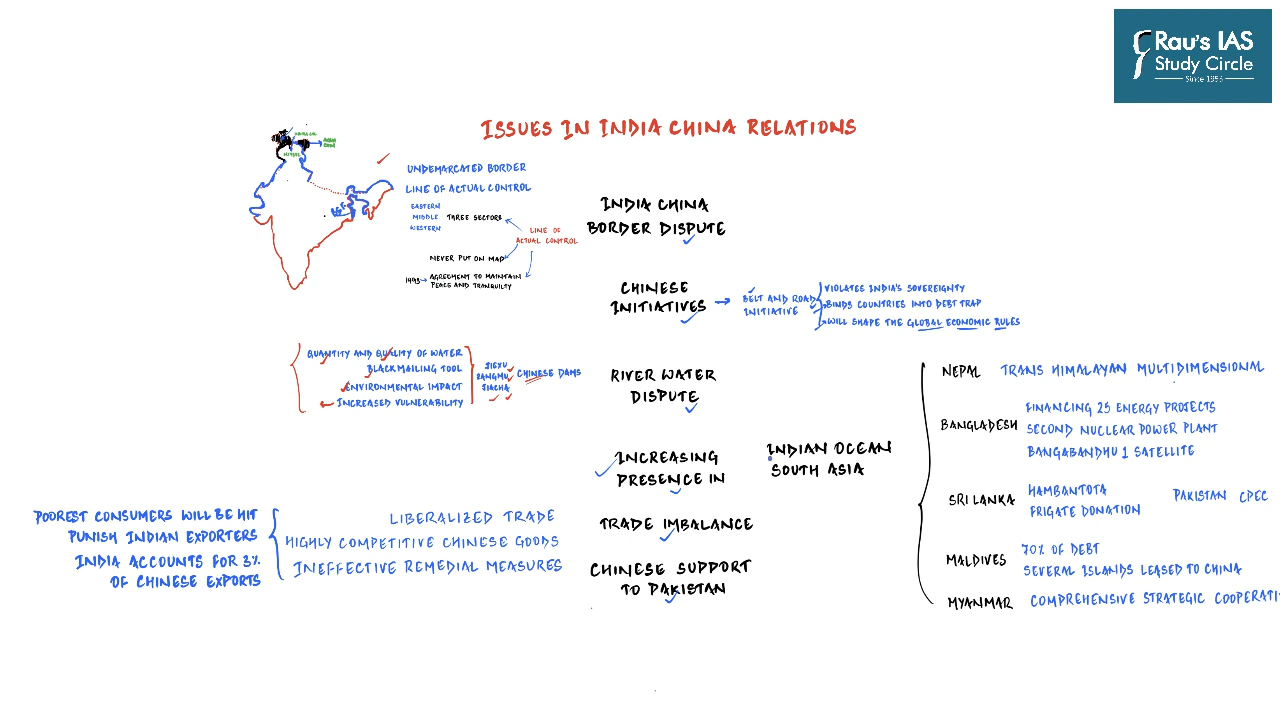 Rau's IAS
Study Circle
Since 1953
ISSUES IN INDIA CHINA RELATIONS
UNDEMARCATED BORDER
LINE OF ACTUAL CONTROL
EASTERN
MIDDLE
WESTERN
THREE SECTORS
LINE OF
ACTUAL CONTROL
NEVER PUT ON MAP
1993 → AGREEMENT TO MAINTAIN
PEACE AND TRANQUILTY
INDIA CHINA
BORDER DISPUTE
CHINESE
INITIATIVES
BELT AND ROAD
INITIATIVE
VIOLATES INDIA'S SOVEREIGNTY
BINDS COUNTRIES INTO DEBT TRAP
WILL SHAPE THE GLOBAL ECONOMIC RULES
QUANTITY AND QUALITY OF WATER
BLACKMAILING TOOL
ENVIRONMENTAL IMPACT
INCREASED VULNERABILITY
JIEXU
ZANGMU
JIACHA
CHINESE DAMS
RIVER WATER
DISPUTE
INCREASING
PRESENCE IN
INDIAN OCEAN
SOUTH ASIA
NEPAL TRANS HIMALAYAN MULTIDIMENSIONAL
BANGLADESH
FINANCING 25 ENERGY PROJECTS
SECOND NUCLEAR POWER PLANT
BANGABANDHU 1 SATELLITE
SRI LANKA
HAMBANTOTA
FRIGATE DONATION
PAKISTAN CPEC
MALDIVES
70% OF DEBT
SEVERAL ISLANDS LEASED TO CHINA
MYANMAR COMPREHENSIVE STRATEGIC COOPERATI
TRADE IMBALANCE
LIBERALIZED TRADE
HIGHLY COMPETITIVE CHINESE GOODS
INEFFECTIVE REMEDIAL MEASURES
POOREST CONSUMERS WILL BE HIT
PUNISH INDIAN EXPORTERS
INDIA ACCOUNTS FOR 3%
OF CHINESE EXPORTS
CHINESE SUPPORT
TO PAKISTAN